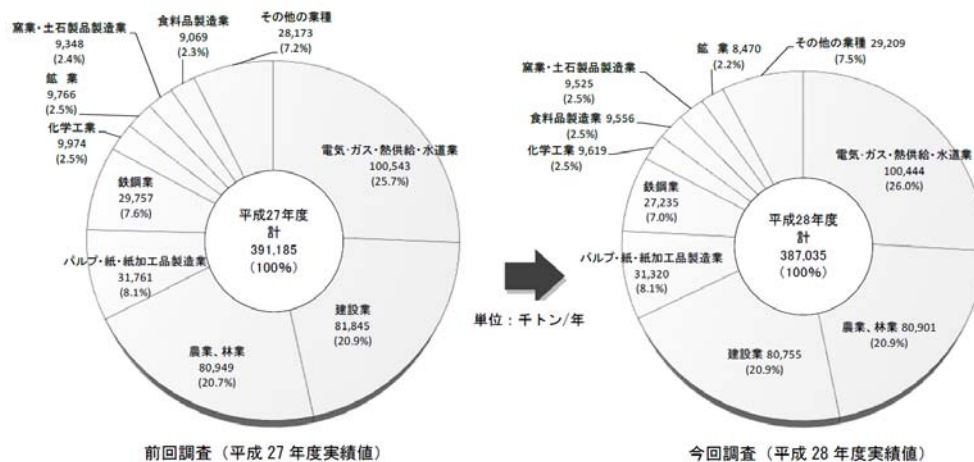 窯業・土石製品製造業
9,348
(2.4%)
食料品製造業
9,069
(2.3%)
その他の業種
28,173
(7.2%)
鉱 業
9,766
(2.5%)
化学工業
9,974
(2.5%)
鉄鋼業
29,757
(7.6%)
パルプ・紙・紙加工品製造業
31,761
(8.1%)
農業、林業
80,949
(20.7%)
建設業
81,845
(20.9%)
電気・ガス・熱供給・水道業
100,543
(25.7%)
平成27年度
計
391,185
(100%)
前回調査（平成 27 年度実績値）
単位：千トン/年
鉱 業 8,470
(2.2%)
その他の業種 29,209
(7.5%)
窯業・土石製品製造業
9,525
(2.5%)
食料品製造業 9,556
(2.5%)
化学工業 9,619
(2.5%)
鉄鋼業
27,235
(7.0%)
パルプ・紙・紙加工品製造業
31,320
(8.1%)
建設業 80,755
(20.9%)
農業、林業 80,901
(20.9%)
電気・ガス・熱供給・水道業
100,444
(26.0%)
平成28年度
計
387,035
(100%)
今回調査（平成 28 年度実績値）